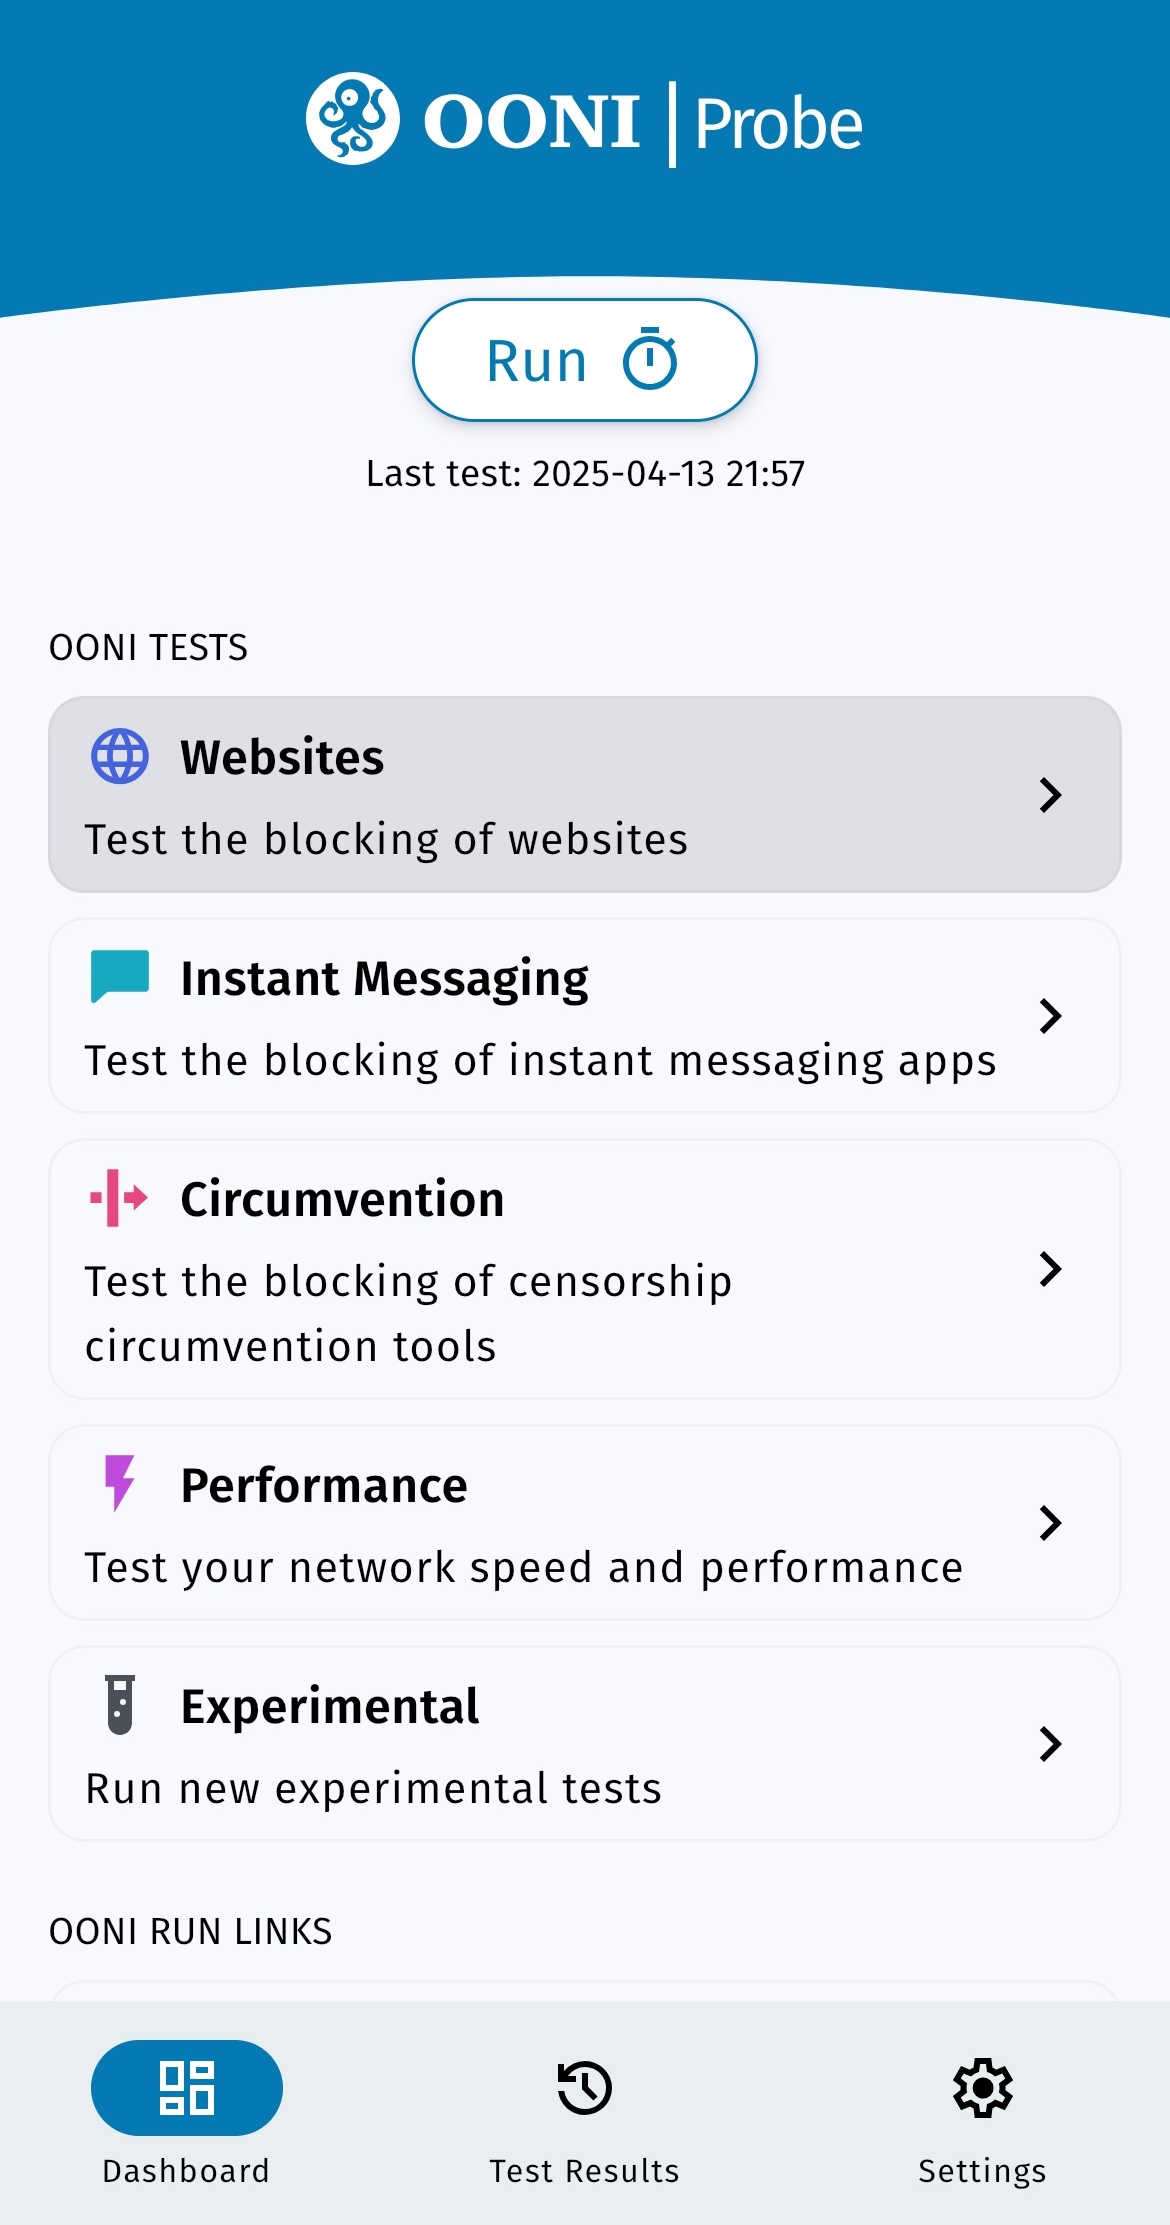 OONI Probe
Run
Last test: 2025-04-13 21:57
OONI TESTS
Websites
Test the blocking of websites
Instant Messaging
Test the blocking of instant messaging apps
Circumvention
Test the blocking of censorship
circumvention tools
Performance
Test your network speed and performance
Experimental
Run new experimental tests
OONI RUN LINKS
Dashboard
Test Results
Settings